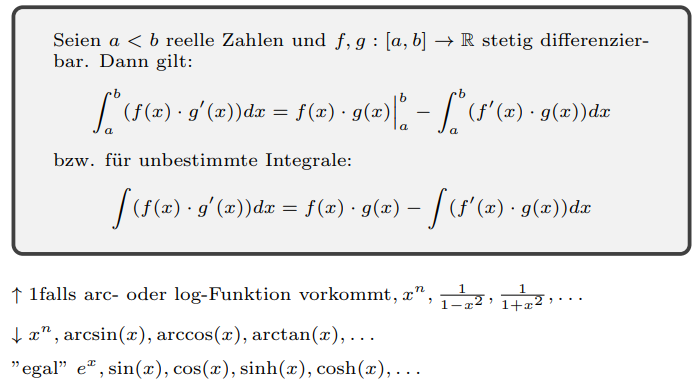 Seien a < b reelle Zahlen und f, g : [a, b] → ℝ stetig differenzier-
bar. Dann gilt:
∫_a^b (f(x) · g′(x))dx = f(x) · g(x)|_a^b − ∫_a^b (f′(x) · g(x))dx
bzw. für unbestimmte Integrale:
∫(f(x) · g′(x))dx = f(x) · g(x) − ∫(f′(x) · g(x))dx
↑ 1falls arc- oder log-Funktion vorkommt, x^n, 1/(1−x^2), 1/(1+x^2), . . .
↓ x^n, arcsin(x), arccos(x), arctan(x), . . .
”egal” e^x, sin(x), cos(x), sinh(x), cosh(x), . . .